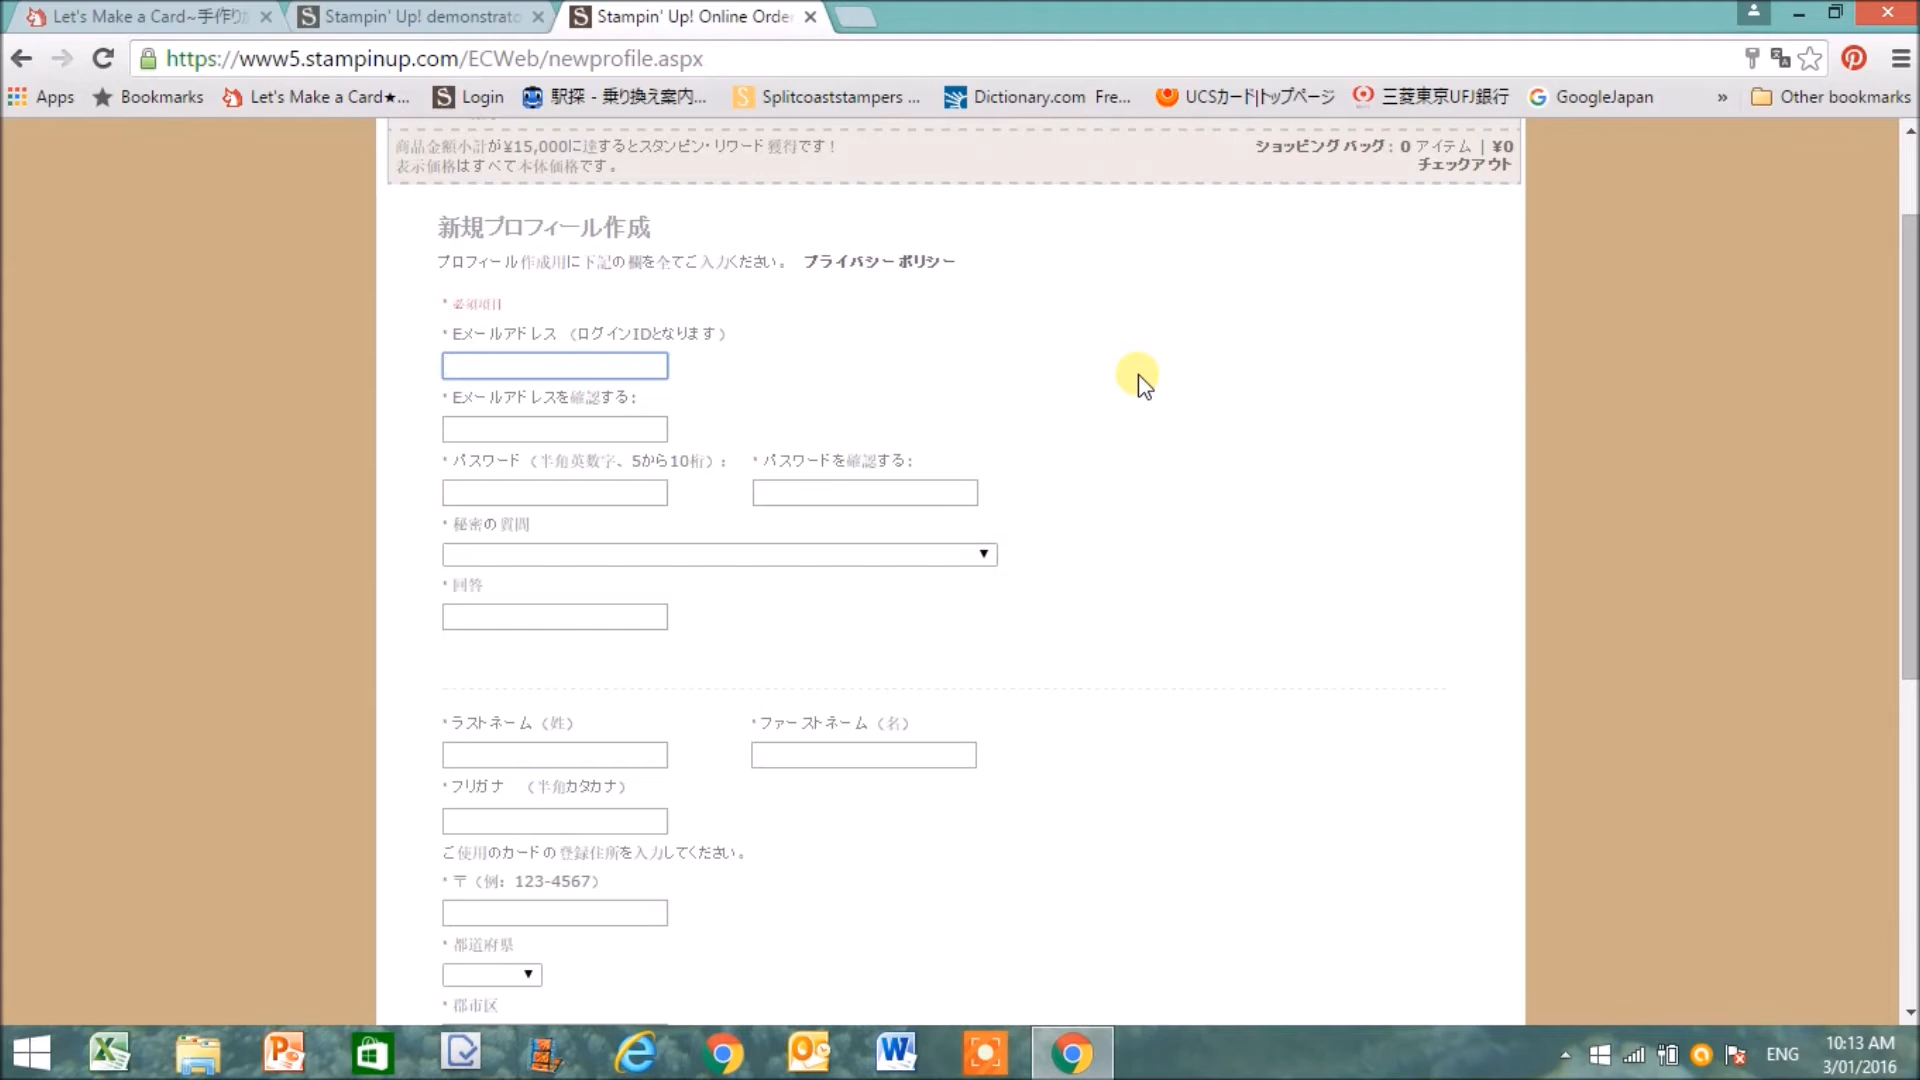 Let's Make a Card~手作り
Stampin' Up! demonstrato
Stampin' Up! Online Order
https://www5.stampinup.com/ECWeb/newprofile.aspx
Apps
Bookmarks
Let's Make a Card★...
Login
駅探 - 乗り換え案内...
Splitcoaststampers ...
Dictionary.com Fre...
UCSカード|トップページ
三菱東京UFJ銀行
GoogleJapan
»
Other bookmarks
商品金額小計が¥15,000に達するとスタンピン・リワード獲得です！
表示価格はすべて本体価格です。
ショッピングバッグ: 0 アイテム | ¥0
チェックアウト
新規プロフィール作成
プロフィール作成用に下記の欄を全てご入力ください。 プライバシーポリシー
* 必須項目
* Eメールアドレス （ログインIDとなります）
* Eメールアドレスを確認する:
* パスワード（半角英数字、5から10桁）: * パスワードを確認する:
* 秘密の質問
* 回答
*ラストネーム（姓） *ファーストネーム（名）
*フリガナ （半角カタカナ）
ご使用のカードの登録住所を入力してください。
* 〒（例: 123-4567）
* 都道府県
* 郡市区
ENG
10:13 AM
3/01/2016